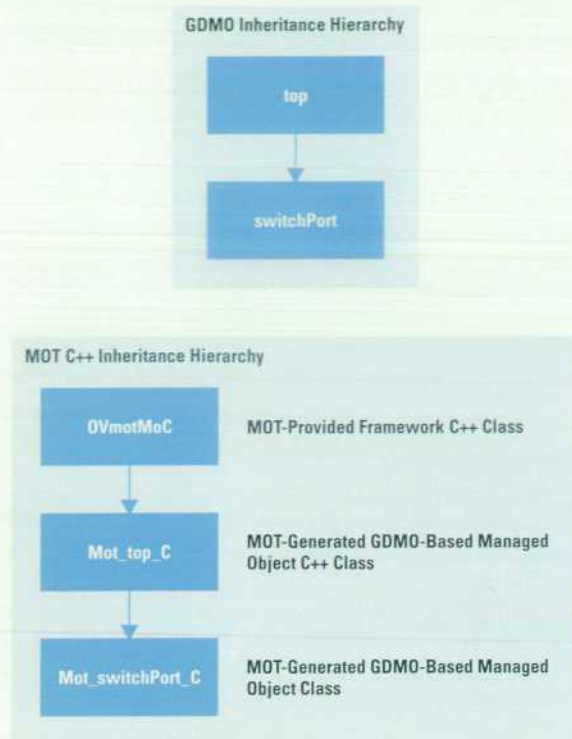 GDMO Inheritance Hierarchy
top
switchPort
MOT C++ Inheritance Hierarchy
OVmotMoC
MOT-Provided Framework C++ Class
Mot_top_C
MOT-Generated GDMO-Based Managed
Object C++ Class
Mot_switchPort_C
MOT-Generated GDMO-Based Managed
Object Class